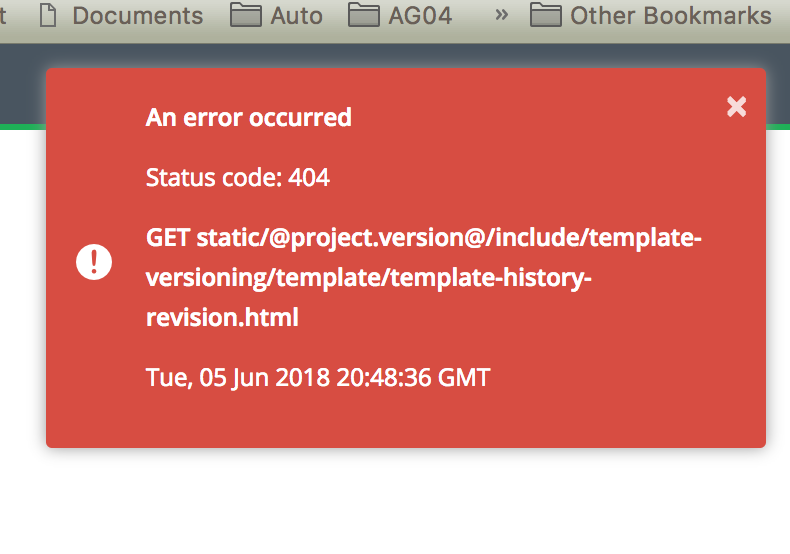 t Documents Auto AG04 » Other Bookmarks
An error occurred
Status code: 404
GET static/@project.version@/include/template-
versioning/template/template-history-
revision.html
Tue, 05 Jun 2018 20:48:36 GMT